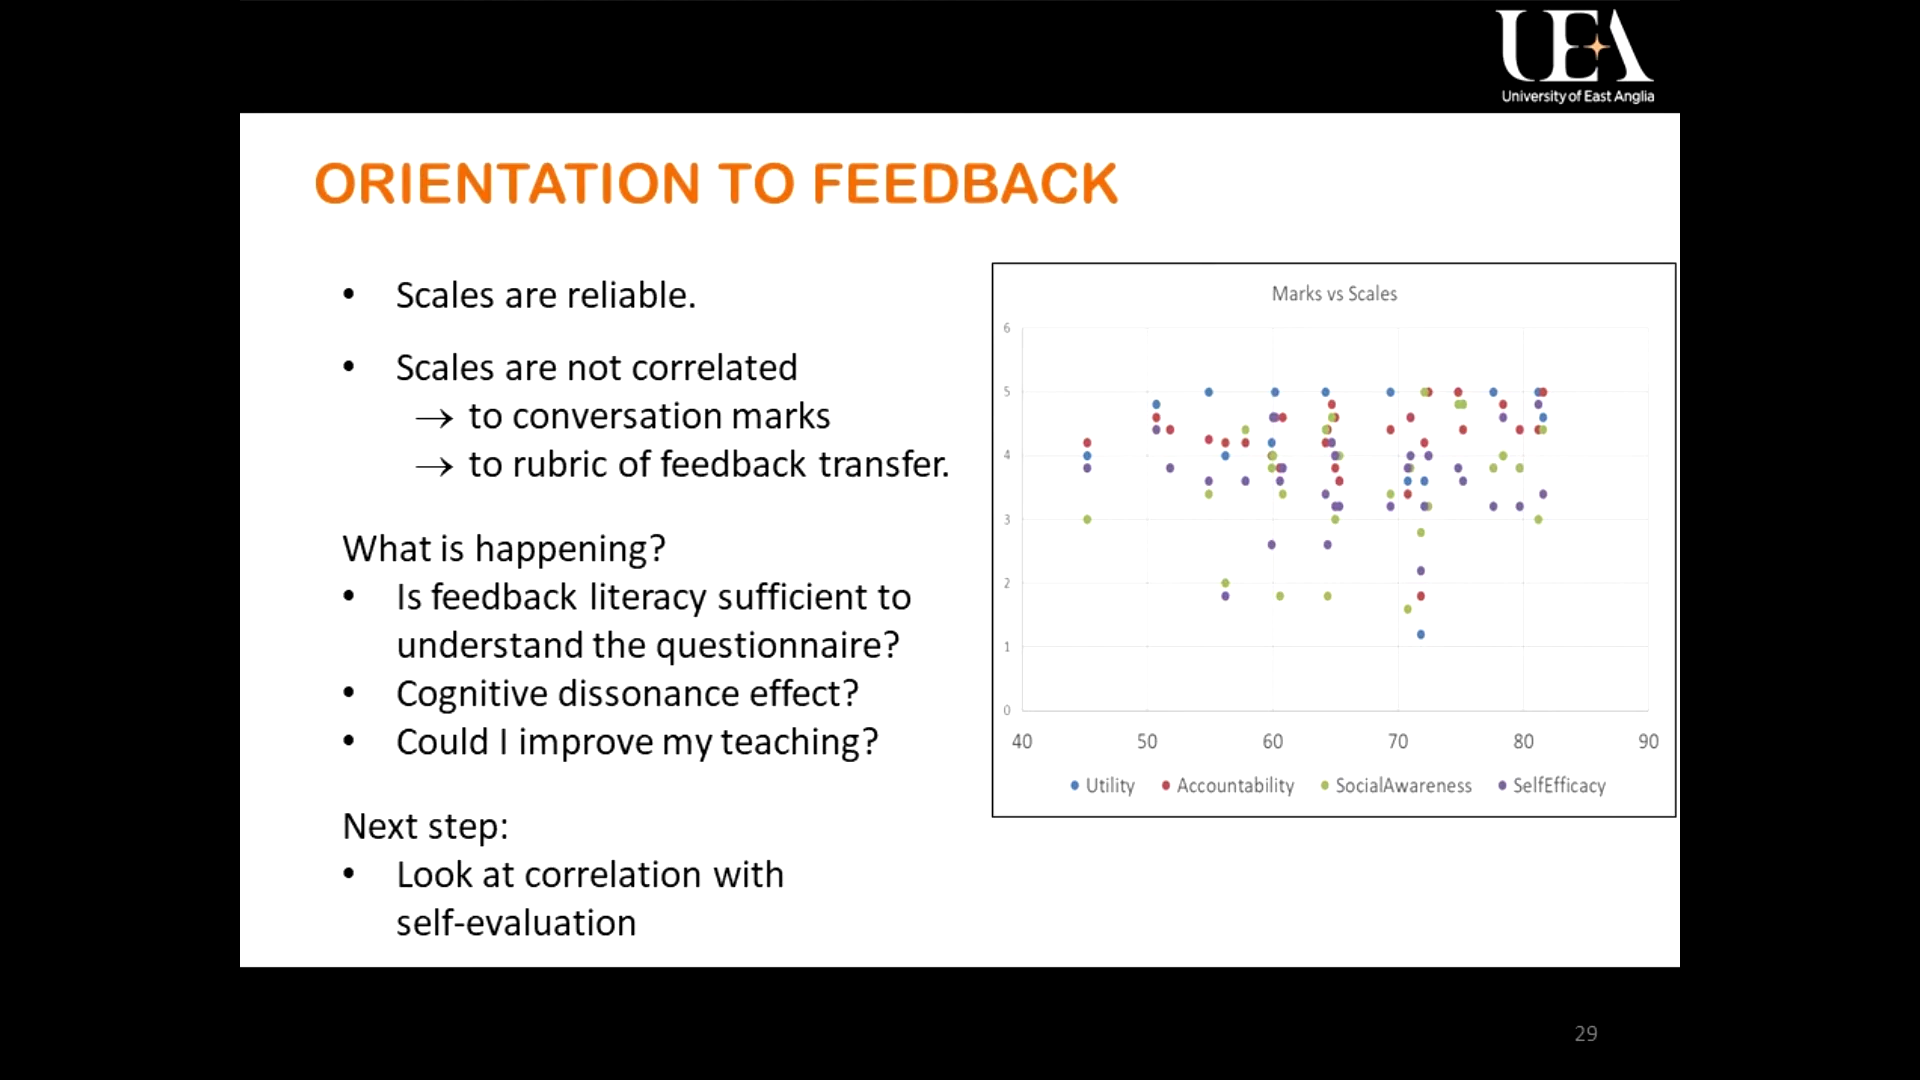 UEA
University of East Anglia
ORIENTATION TO FEEDBACK
• Scales are reliable.
• Scales are not correlated
→ to conversation marks
→ to rubric of feedback transfer.
What is happening?
• Is feedback literacy sufficient to
understand the questionnaire?
• Cognitive dissonance effect?
• Could I improve my teaching?
Next step:
• Look at correlation with
self-evaluation
Marks vs Scales
6
5
4
3
2
1
0
40 50 60 70 80 90
Utility Accountability SocialAwareness SelfEfficacy
29